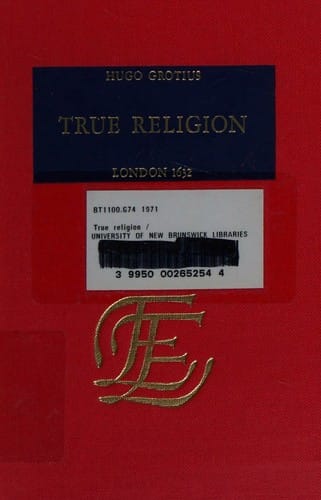 HUGO GROTIUS
TRUE RELIGION
LONDON 1632
BT1100.G74 1971
True religion /
UNIVERSITY OF NEW BRUNSWICK LIBRARIES
3 9950 00265254 4